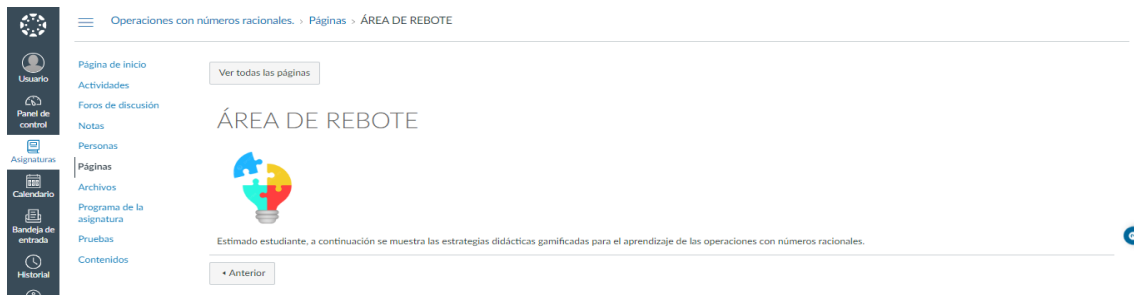 Operaciones con números racionales. › Páginas › ÁREA DE REBOTE
Usuario
Panel de
control
Asignaturas
Calendario
Bandeja de
entrada
Historial
Página de inicio
Actividades
Foros de discusión
Notas
Personas
Páginas
Archivos
Programa de la
asignatura
Pruebas
Contenidos
Ver todas las páginas
ÁREA DE REBOTE
Estimado estudiante, a continuación se muestra las estrategias didácticas gamificadas para el aprendizaje de las operaciones con números racionales.
Anterior